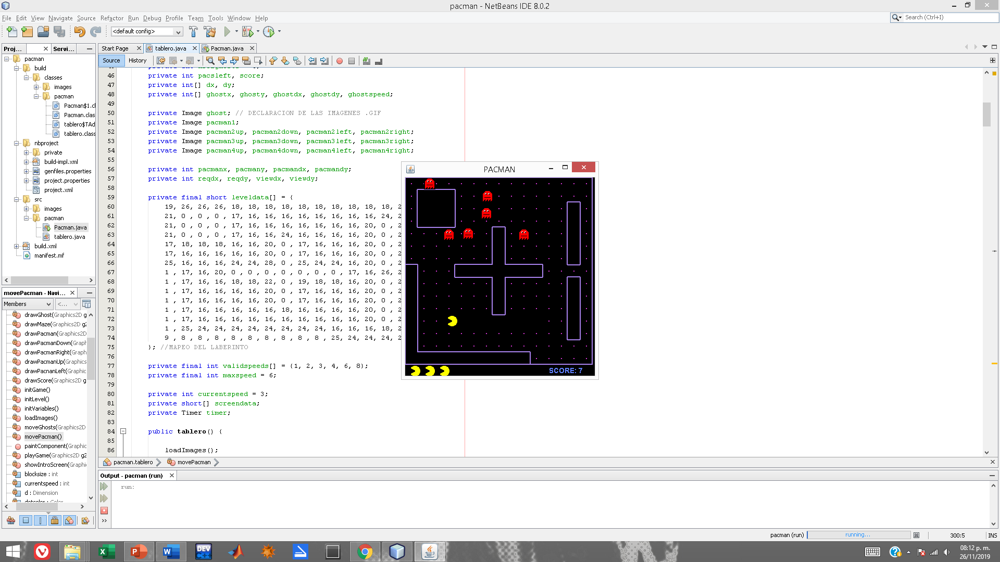 pacman - NetBeans IDE 8.0.2
File Edit View Navigate Source Refactor Run Debug Profile Team Tools Window Help
Search (Ctrl+I)
<default config>
Proj... Servi...
Start Page tablero.java Pacman.java
Source History
pacman
build
classes
images
pacman
Pacman$1.cl
Pacman.class
tablero$TAd
tablero.class
nbproject
private
build-impl.xml
genfiles.properties
project.properties
project.xml
src
images
pacman
Pacman.java
tablero.java
build.xml
manifest.mf
movePacman - Navi...
Members <...
drawGhost(Graphics2D g
drawMaze(Graphics2D g2
drawPacman(Graphics2D
drawPacmanDown(Graph
drawPacmanRight(Graph
drawPacmanUp(Graphics
drawPacnanLeft(Graphic
drawScore(Graphics2D g
initGame()
initLevel()
initVariables()
loadImages()
moveGhosts(Graphics2D
movePacman()
paintComponent(Graphic
playGame(Graphics2D g2
showIntroScreen(Graphi
blocksize : int
currentspeed : int
d : Dimension
46 private int pacsleft, score;
47 private int[] dx, dy;
48 private int[] ghostx, ghosty, ghostdx, ghostdy, ghostspeed;
49
50 private Image ghost; // DECLARACION DE LAS IMAGENES .GIF
51 private Image pacman1;
52 private Image pacman2up, pacman2down, pacman2left, pacman2right;
53 private Image pacman3up, pacman3down, pacman3left, pacman3right;
54 private Image pacman4up, pacman4down, pacman4left, pacman4right;
55
56 private int pacmanx, pacmany, pacmandx, pacmandy;
57 private int reqdx, reqdy, viewdx, viewdy;
58
59 private final short leveldata[] = {
60 19, 26, 26, 26, 18, 18, 18, 18, 18, 18, 18, 18, 18, 18, 2
61 21, 0 , 0 , 0 , 17, 16, 16, 16, 16, 16, 16, 16, 16, 24, 2
62 21, 0 , 0 , 0 , 17, 16, 16, 16, 16, 16, 16, 16, 20, 0 , 2
63 21, 0 , 0 , 0 , 17, 16, 16, 24, 16, 16, 16, 16, 20, 0 , 2
64 17, 18, 18, 18, 16, 16, 20, 0 , 17, 16, 16, 16, 20, 0 , 2
65 17, 16, 16, 16, 16, 16, 20, 0 , 17, 16, 16, 16, 20, 0 , 2
66 25, 16, 16, 16, 24, 24, 28, 0 , 25, 24, 24, 16, 20, 0 , 2
67 1 , 17, 16, 20, 0 , 0 , 0 , 0 , 0 , 0 , 0 , 17, 16, 26, 2
68 1 , 17, 16, 16, 18, 18, 22, 0 , 19, 18, 18, 16, 20, 0 , 2
69 1 , 17, 16, 16, 16, 16, 20, 0 , 17, 16, 16, 16, 20, 0 , 2
70 1 , 17, 16, 16, 16, 16, 20, 0 , 17, 16, 16, 16, 20, 0 , 2
71 1 , 17, 16, 16, 16, 16, 16, 18, 16, 16, 16, 16, 20, 0 , 2
72 1 , 17, 16, 16, 16, 16, 16, 16, 16, 16, 16, 16, 20, 0 , 2
73 1 , 25, 24, 24, 24, 24, 24, 24, 24, 24, 16, 16, 16, 18, 2
74 9 , 8 , 8 , 8 , 8 , 8 , 8 , 8 , 8 , 8 , 25, 24, 24, 24, 2
75 }; //MAPEO DEL LABERINTO
76
77 private final int validspeeds[] = {1, 2, 3, 4, 6, 8};
78 private final int maxspeed = 6;
79
80 private int currentspeed = 3;
81 private short[] screendata;
82 private Timer timer;
83
84 public tablero() {
85
86 loadImages();
PACMAN
SCORE: 7
pacman.tablero movePacman
Output - pacman (run)
run:
pacman (run) running... 300:5 INS
DEV C++
08:12 p. m.
26/11/2019